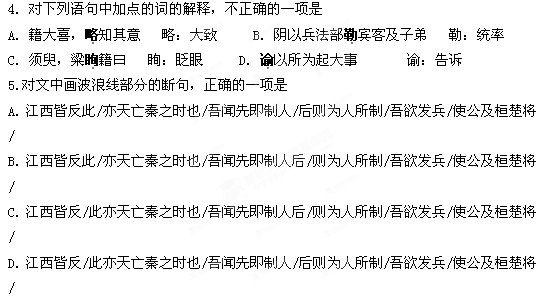 4. 对下列语句中加点的词的解释，不正确的一项是
A. 籍大喜，略知其意  略：大致  B. 阴以兵法部勒宾客及子弟  勒：统率
C. 须臾，梁眴籍曰  眴：眨眼  D. 谕以所为起大事  谕：告诉
5.对文中画波浪线部分的断句，正确的一项是
A. 江西皆反此/亦天亡秦之时也/吾闻先即制人/后则为人所制/吾欲发兵/使公及桓楚将
/
B. 江西皆反此/亦天亡秦之时也/吾闻先即制人后/则为人所制/吾欲发兵/使公及桓楚将
/
C. 江西皆反/此亦天亡秦之时也/吾闻先即制人/后则为人所制/吾欲发兵/使公及桓楚将
/
D. 江西皆反/此亦天亡秦之时也/吾闻先即制人后/则为人所制/吾欲发兵/使公及桓楚将
/